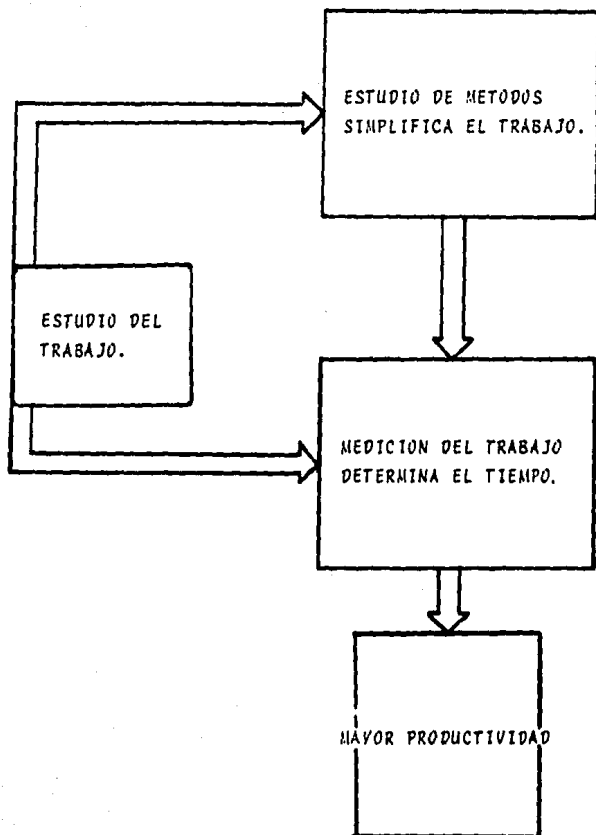 ESTUDIO DE METODOS
SIMPLIFICA EL TRABAJO.
ESTUDIO DEL
TRABAJO.
MEDICION DEL TRABAJO
DETERMINA EL TIEMPO.
MAYOR PRODUCTIVIDAD